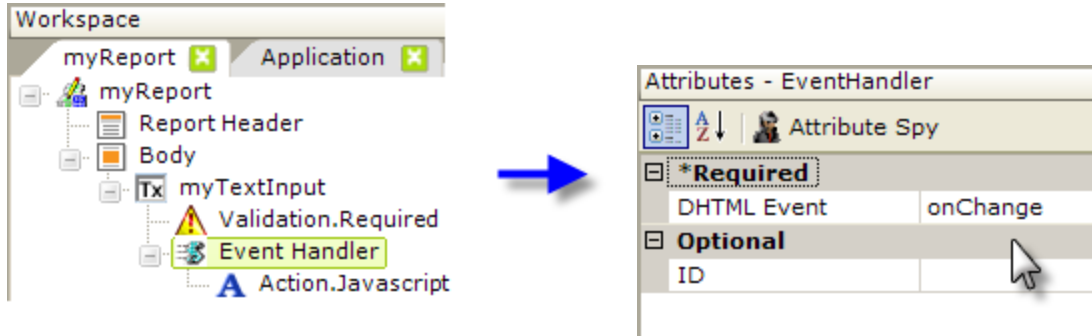 Workspace
myReport
Application
myReport
Report Header
Body
Tx myTextInput
Validation.Required
Event Handler
A Action.Javascript
Attributes - EventHandler
A Z Attribute Spy
*Required
DHTML Event onChange
Optional
ID